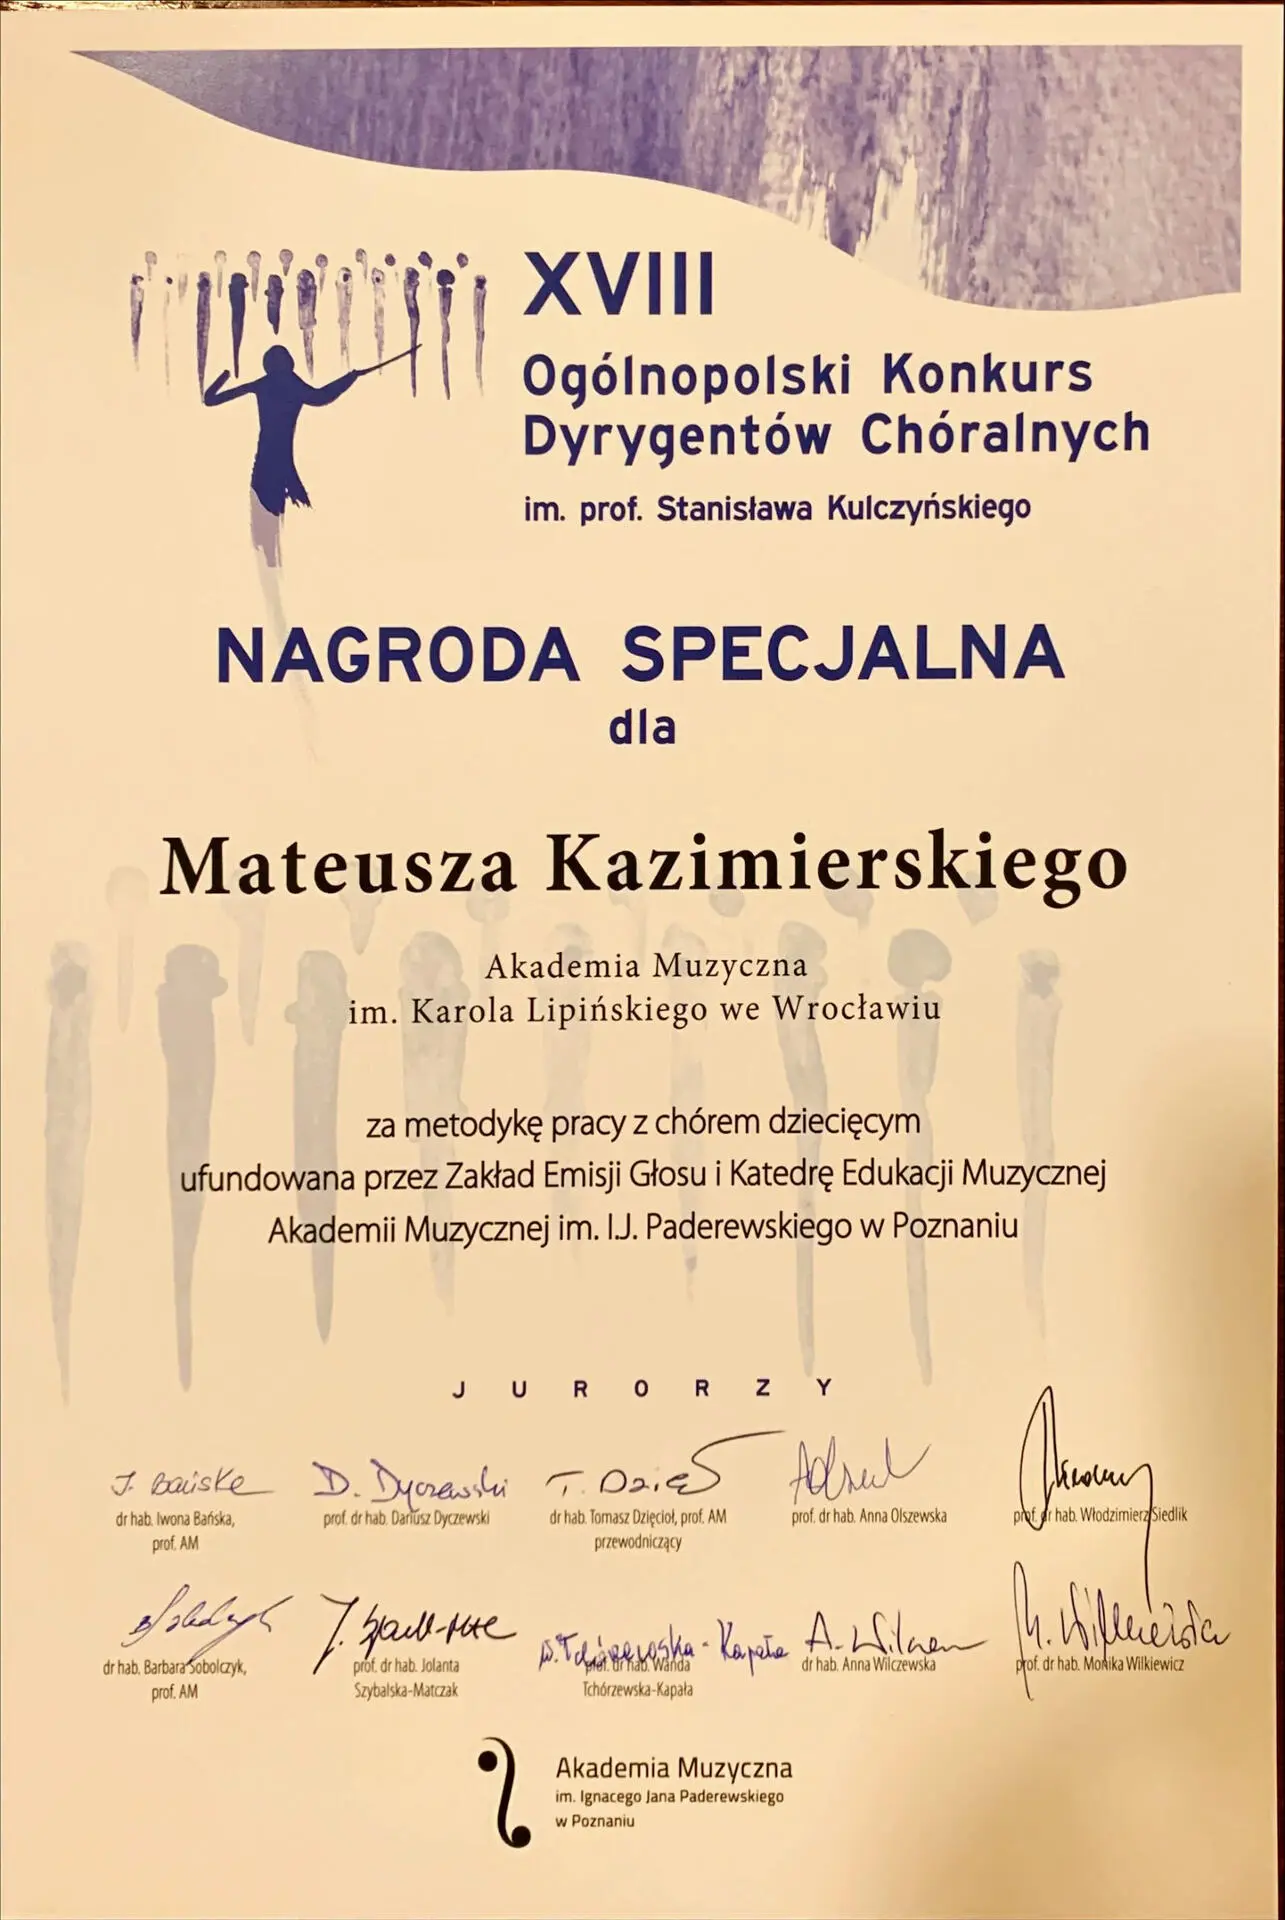 XVIII
Ogólnopolski Konkurs
Dyrygentów Chóralnych
im. prof. Stanisława Kulczyńskiego
NAGRODA SPECJALNA
dla
Mateusza Kazimierskiego
Akademia Muzyczna
im. Karola Lipińskiego we Wrocławiu
za metodykę pracy z chórem dziecięcym
ufundowana przez Zakład Emisji Głosu i Katedrę Edukacji Muzycznej
Akademii Muzycznej im. I.J. Paderewskiego w Poznaniu
JURORZY
I. Bańska
D. Dyczewski
dr hab. Iwona Bańska,
prof. AM
prof. dr hab. Dariusz Dyczewski
dr hab. Tomasz Dzięcioł, prof. AM
przewodniczący
prof. dr hab. Anna Olszewska
prof. dr hab. Włodzimierz Siedlik
W. Tchórzewska-Kapała
dr hab. Barbara Sobolczyk,
prof. AM
prof. dr hab. Jolanta
Szybalska-Matczak
prof. dr hab. Wanda
Tchórzewska-Kapała
dr hab. Anna Wilczewska
prof. dr hab. Monika Wilkiewicz
Akademia Muzyczna
im. Ignacego Jana Paderewskiego
w Poznaniu